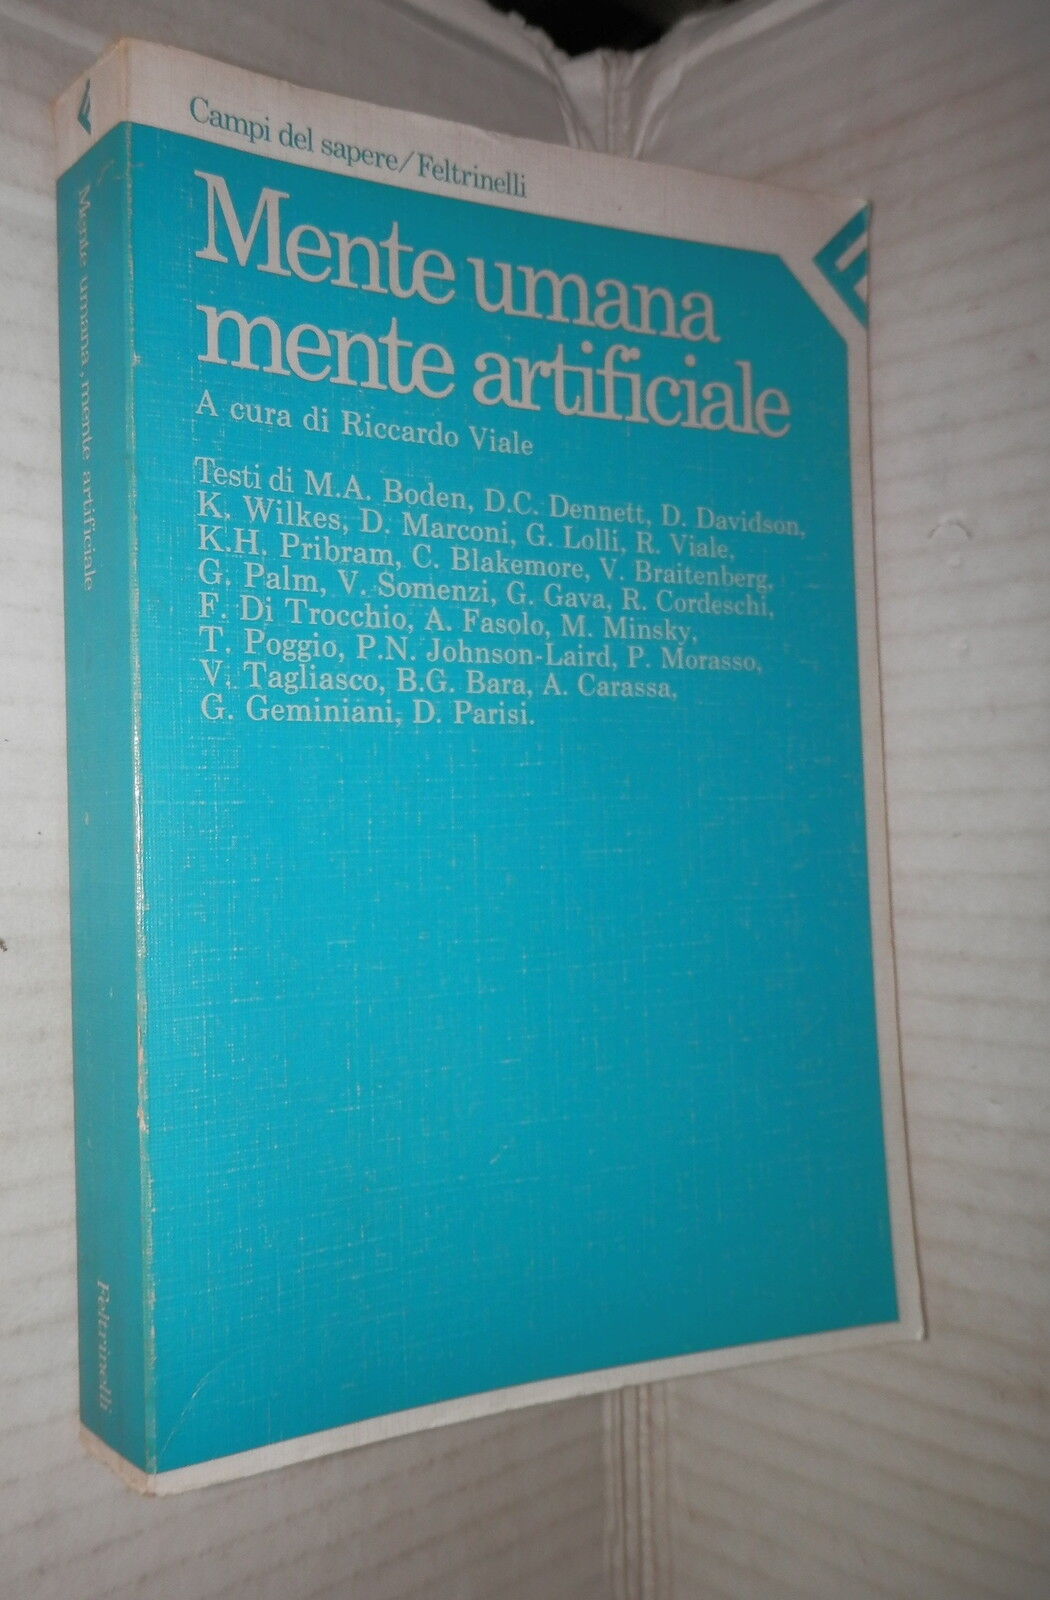 Campi del sapere/Feltrinelli
Mente umana
mente artificiale
A cura di Riccardo Viale
Testi di M.A. Boden, D.C. Dennett, D. Davidson,
K. Wilkes, D. Marconi, G. Lolli, R. Viale,
K.H. Pribram, C. Blakemore, V. Braitenberg,
G. Palm, V. Somenzi, G. Gava, R. Cordeschi,
F. Di Trocchio, A. Fasolo, M. Minsky,
T. Poggio, P.N. Johnson-Laird, P. Morasso,
V. Tagliasco, B.G. Bara, A. Carassa,
G. Geminiani, D. Parisi.
Mente umana, mente artificiale
Feltrinelli